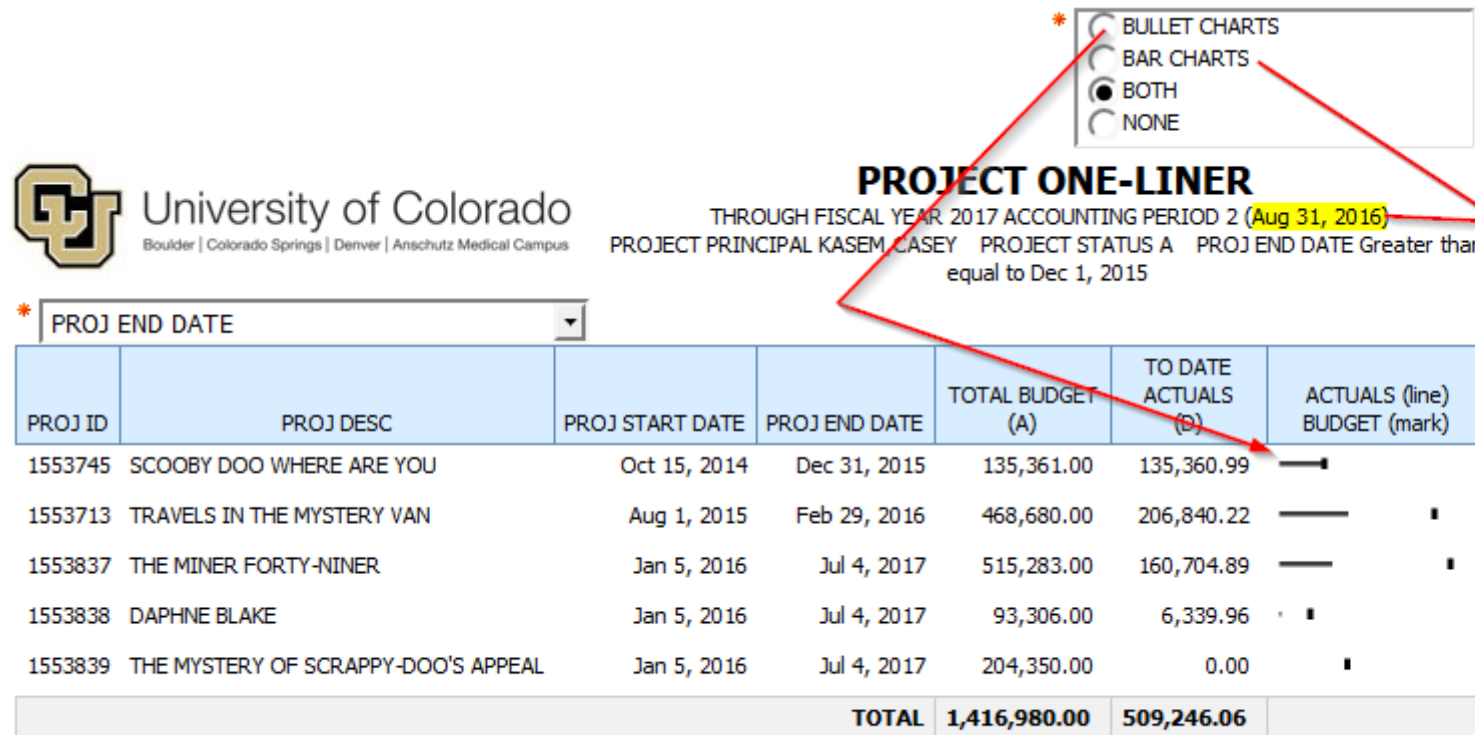 * BULLET CHARTS
BAR CHARTS
BOTH
NONE
University of Colorado
Boulder | Colorado Springs | Denver | Anschutz Medical Campus
PROJECT ONE-LINER
THROUGH FISCAL YEAR 2017 ACCOUNTING PERIOD 2 (Aug 31, 2016)
PROJECT PRINCIPAL KASEM,CASEY PROJECT STATUS A PROJ END DATE Greater than
equal to Dec 1, 2015
* PROJ END DATE
PROJ ID PROJ DESC PROJ START DATE PROJ END DATE TOTAL BUDGET (A) TO DATE ACTUALS (D) ACTUALS (line) BUDGET (mark)
1553745 SCOOBY DOO WHERE ARE YOU Oct 15, 2014 Dec 31, 2015 135,361.00 135,360.99
1553713 TRAVELS IN THE MYSTERY VAN Aug 1, 2015 Feb 29, 2016 468,680.00 206,840.22
1553837 THE MINER FORTY-NINER Jan 5, 2016 Jul 4, 2017 515,283.00 160,704.89
1553838 DAPHNE BLAKE Jan 5, 2016 Jul 4, 2017 93,306.00 6,339.96
1553839 THE MYSTERY OF SCRAPPY-DOO'S APPEAL Jan 5, 2016 Jul 4, 2017 204,350.00 0.00
TOTAL 1,416,980.00 509,246.06